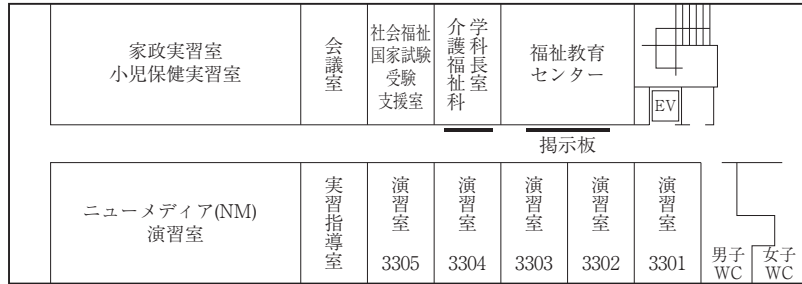 家政実習室
小児保健実習室
会議室
社会福祉
国家試験
受験
支援室
介護福祉科
学科長室
福祉教育
センター
EV
掲示板
ニューメディア(NM)
演習室
実習指導室
演習室
3305
演習室
3304
演習室
3303
演習室
3302
演習室
3301
男子
WC
女子
WC